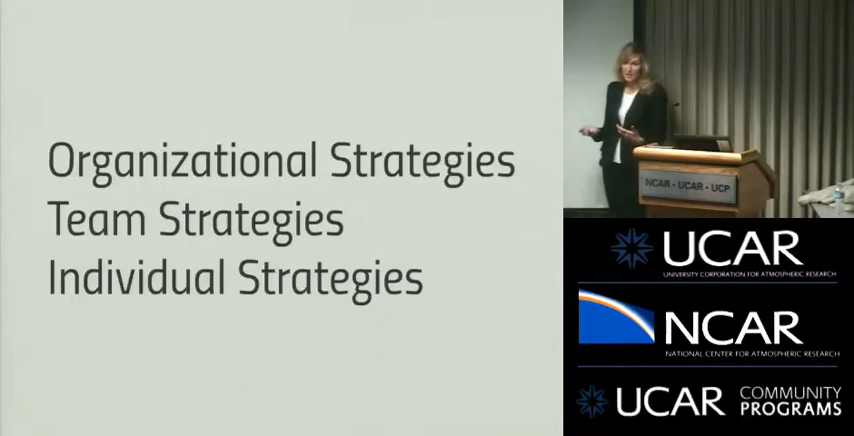 Organizational Strategies
Team Strategies
Individual Strategies
NCAR • UCAR • UCP
UCAR
UNIVERSITY CORPORATION FOR ATMOSPHERIC RESEARCH
NCAR
NATIONAL CENTER FOR ATMOSPHERIC RESEARCH
UCAR COMMUNITY
PROGRAMS